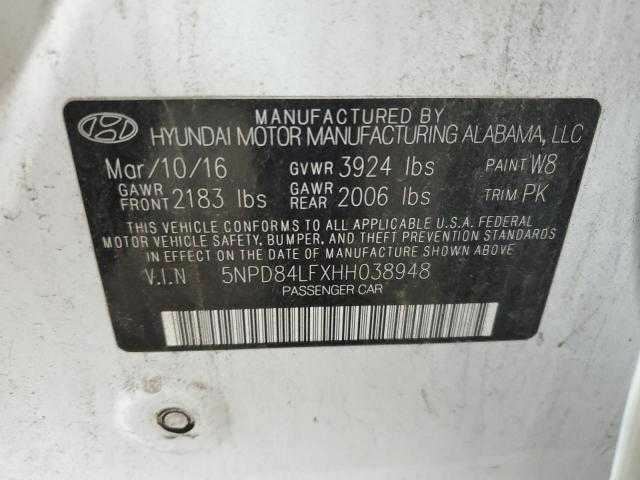 MANUFACTURED BY
HYUNDAI MOTOR MANUFACTURING ALABAMA, LLC
Mar/10/16 GVWR 3924 lbs PAINT W8
GAWR FRONT 2183 lbs GAWR REAR 2006 lbs TRIM PK
THIS VEHICLE CONFORMS TO ALL APPLICABLE U.S.A. FEDERAL
MOTOR VEHICLE SAFETY, BUMPER, AND THEFT PREVENTION STANDARDS
IN EFFECT ON THE DATE OF MANUFACTURE SHOWN ABOVE.
V.I.N 5NPD84LFXHH038948
PASSENGER CAR